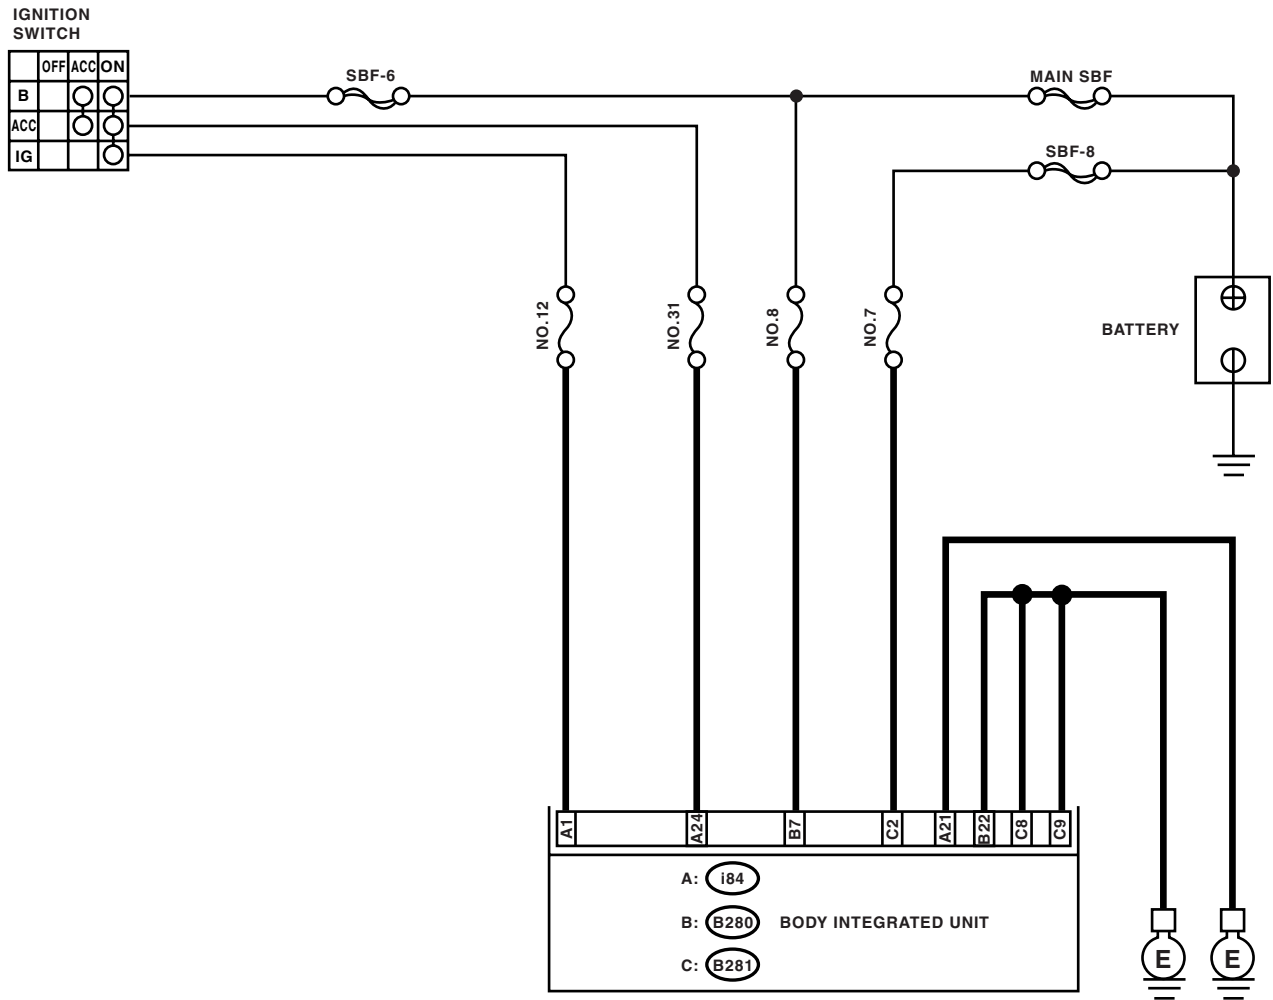 IGNITION
SWITCH
OFF ACC ON
B
ACC
IG
SBF-6
MAIN SBF
SBF-8
BATTERY
NO.12
NO.31
NO.8
NO.7
A1 A24 B7 C2 A21 B22 C8 C9
A: i84
B: B280 BODY INTEGRATED UNIT
C: B281
E E